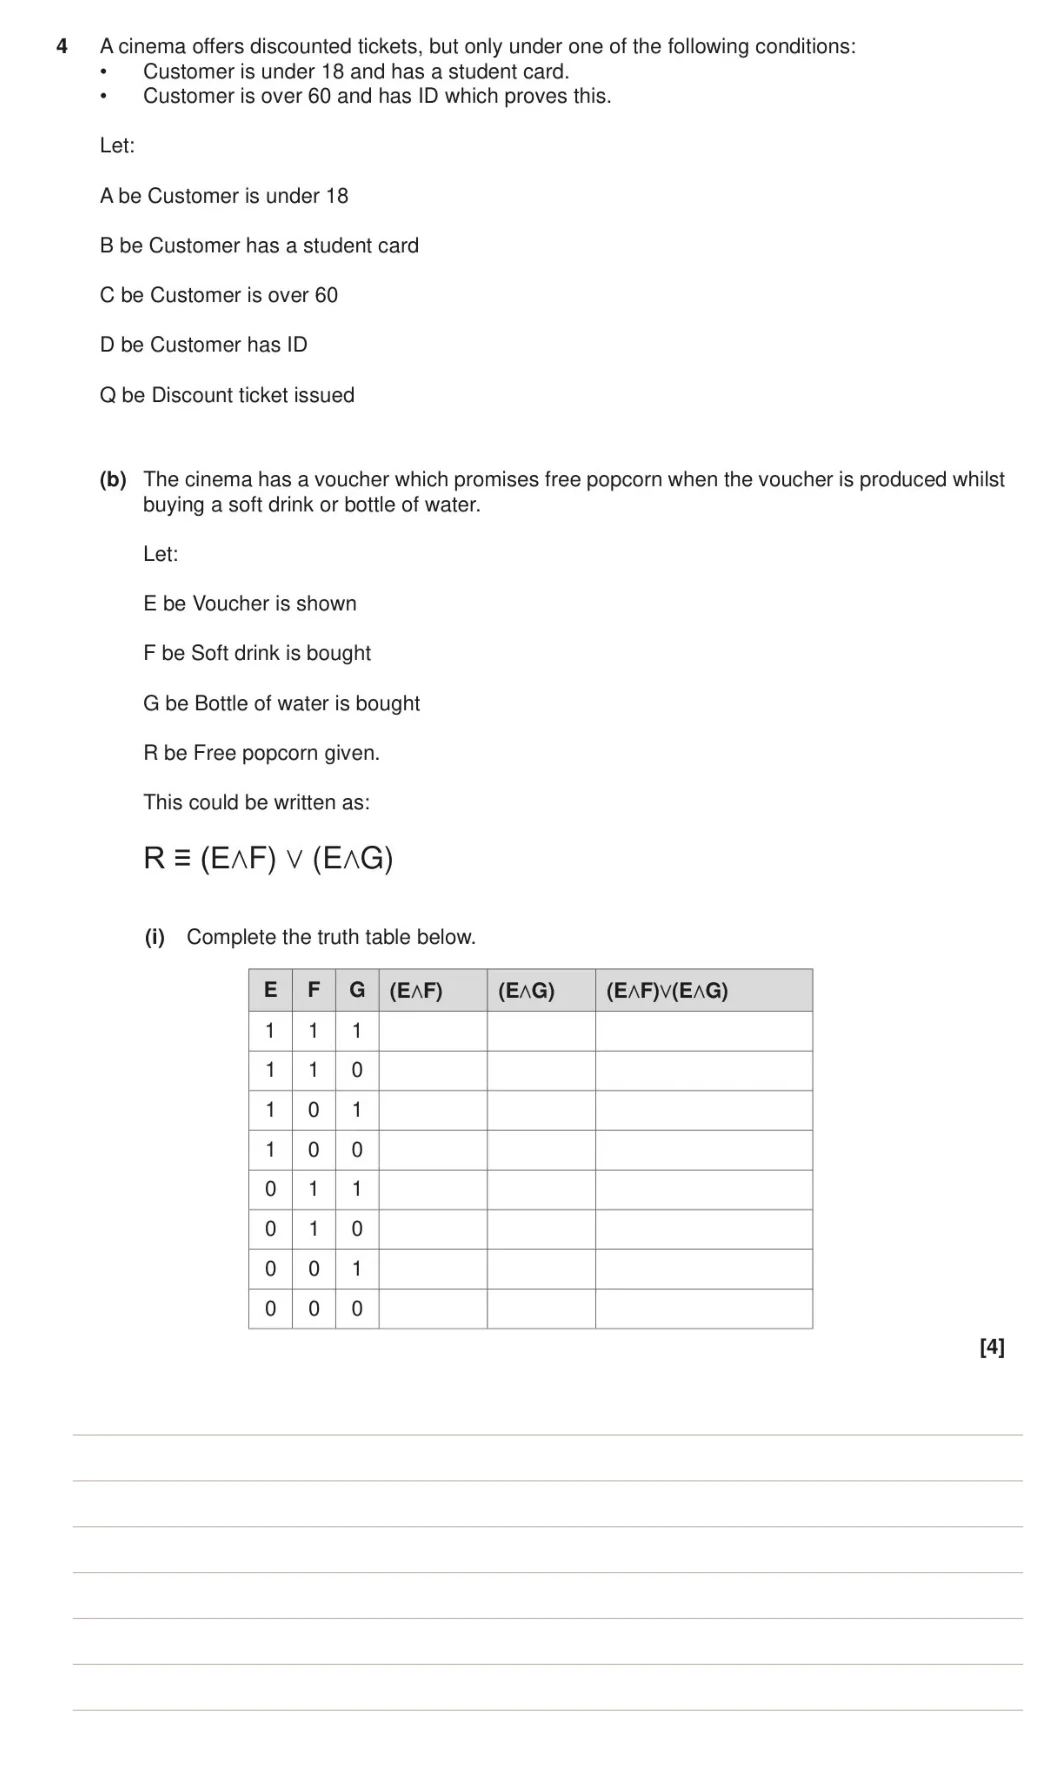 4 A cinema offers discounted tickets, but only under one of the following conditions:
• Customer is under 18 and has a student card.
• Customer is over 60 and has ID which proves this.
Let:
A be Customer is under 18
B be Customer has a student card
C be Customer is over 60
D be Customer has ID
Q be Discount ticket issued
(b) The cinema has a voucher which promises free popcorn when the voucher is produced whilst
buying a soft drink or bottle of water.
Let:
E be Voucher is shown
F be Soft drink is bought
G be Bottle of water is bought
R be Free popcorn given.
This could be written as:
R ≡ (E∧F) ∨ (E∧G)
(i) Complete the truth table below.
E F G (E∧F) (E∧G) (E∧F)∨(E∧G)
1 1 1
1 1 0
1 0 1
1 0 0
0 1 1
0 1 0
0 0 1
0 0 0
[4]